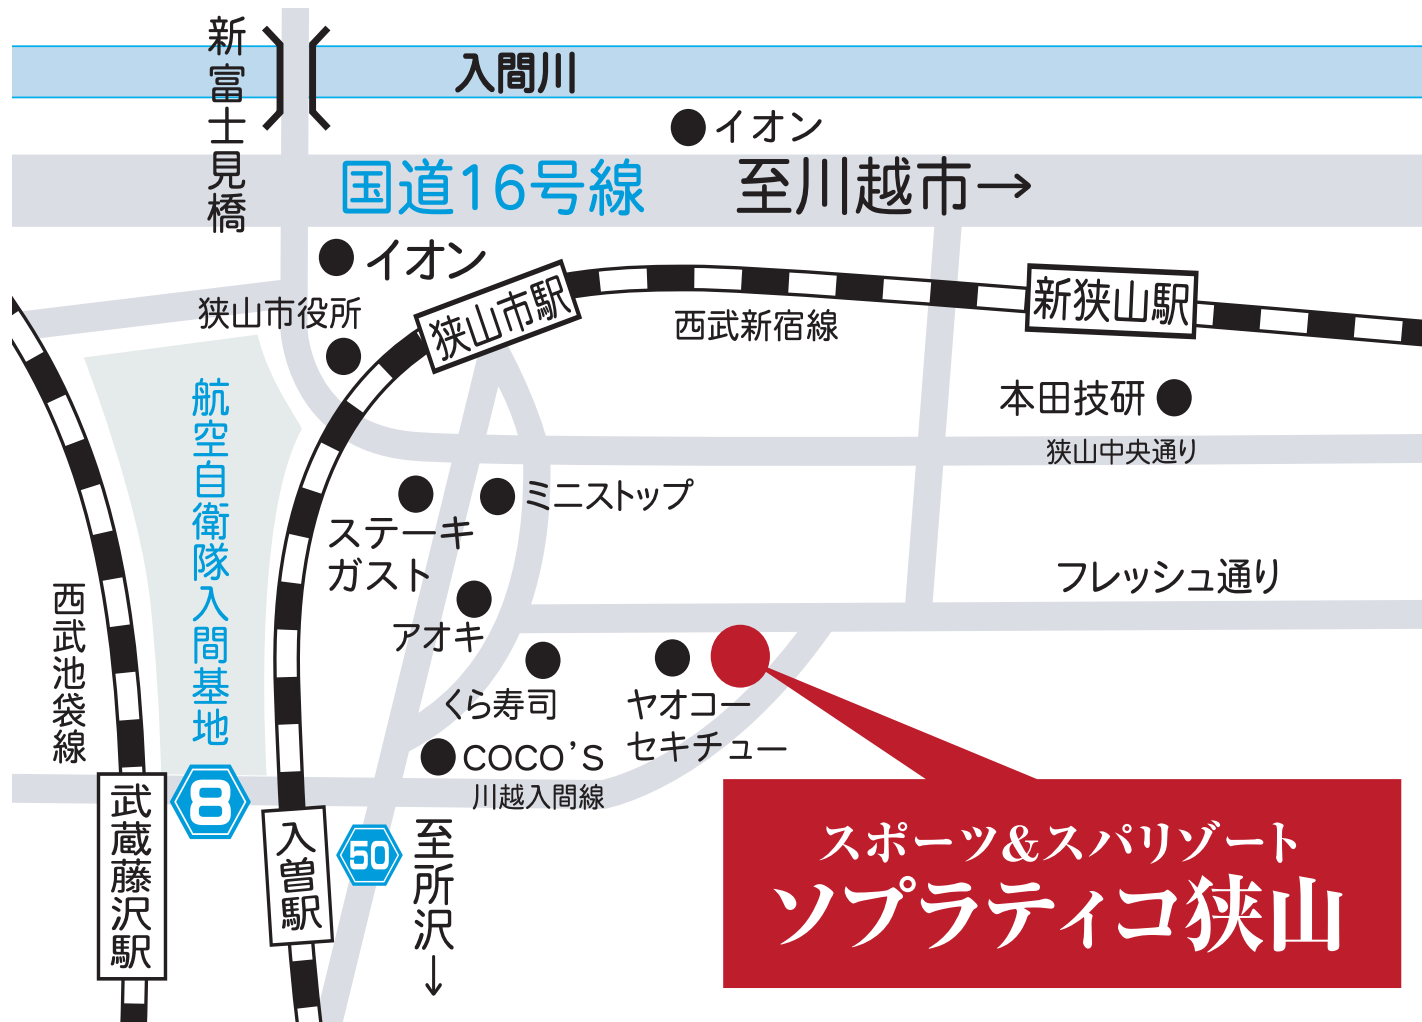 新富士見橋
入間川
イオン
国道16号線
至川越市→
イオン
狭山市役所
狭山市駅
西武新宿線
新狭山駅
本田技研
狭山中央通り
航空自衛隊入間基地
ステーキ
ガスト
ミニストップ
アオキ
フレッシュ通り
西武池袋線
くら寿司
ヤオコー
セキチュー
COCO’S
川越入間線
8
武蔵藤沢駅
入曽駅
50
至所沢
↓
スポーツ&スパリゾート
ソプラティコ狭山